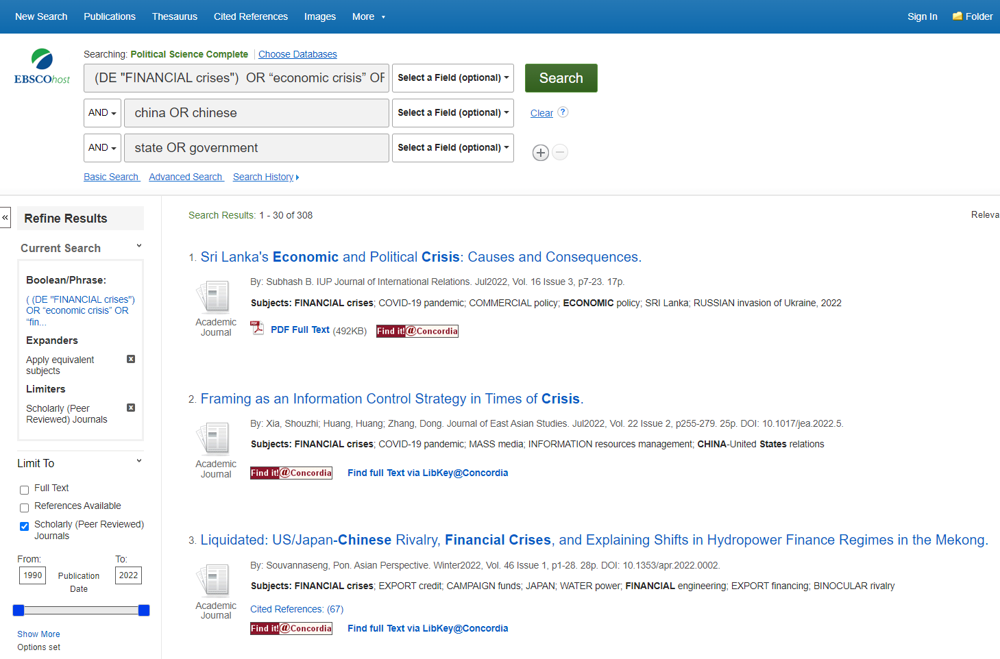 New Search Publications Thesaurus Cited References Images More Sign In Folder
Searching: Political Science Complete Choose Databases
EBSCOhost
(DE "FINANCIAL crises") OR “economic crisis” OR Select a Field (optional) Search
AND china OR chinese Select a Field (optional) Clear ?
AND state OR government Select a Field (optional)
Basic Search Advanced Search Search History
«
Refine Results
Current Search
Boolean/Phrase:
( (DE "FINANCIAL crises")
OR “economic crisis” OR
“fin...
Expanders
Apply equivalent
subjects
Limiters
Scholarly (Peer
Reviewed) Journals
Limit To
Full Text
References Available
Scholarly (Peer Reviewed)
Journals
From: To:
1990 Publication 2022
Date
Show More
Options set
Search Results: 1 - 30 of 308 Releva
1. Sri Lanka's Economic and Political Crisis: Causes and Consequences.
By: Subhash B. IUP Journal of International Relations. Jul2022, Vol. 16 Issue 3, p7-23. 17p.
Subjects: FINANCIAL crises; COVID-19 pandemic; COMMERCIAL policy; ECONOMIC policy; SRI Lanka; RUSSIAN invasion of Ukraine, 2022
Academic
Journal
PDF PDF Full Text (492KB) Find it!@Concordia
2. Framing as an Information Control Strategy in Times of Crisis.
By: Xia, Shouzhi; Huang, Huang; Zhang, Dong. Journal of East Asian Studies. Jul2022, Vol. 22 Issue 2, p255-279. 25p. DOI: 10.1017/jea.2022.5.
Subjects: FINANCIAL crises; COVID-19 pandemic; MASS media; INFORMATION resources management; CHINA-United States relations
Academic
Journal
Find it!@Concordia Find full Text via LibKey@Concordia
3. Liquidated: US/Japan-Chinese Rivalry, Financial Crises, and Explaining Shifts in Hydropower Finance Regimes in the Mekong.
By: Souvannaseng, Pon. Asian Perspective. Winter2022, Vol. 46 Issue 1, p1-28. 28p. DOI: 10.1353/apr.2022.0002.
Subjects: FINANCIAL crises; EXPORT credit; CAMPAIGN funds; JAPAN; WATER power; FINANCIAL engineering; EXPORT financing; BINOCULAR rivalry
Academic
Journal
Cited References: (67)
Find it!@Concordia Find full Text via LibKey@Concordia